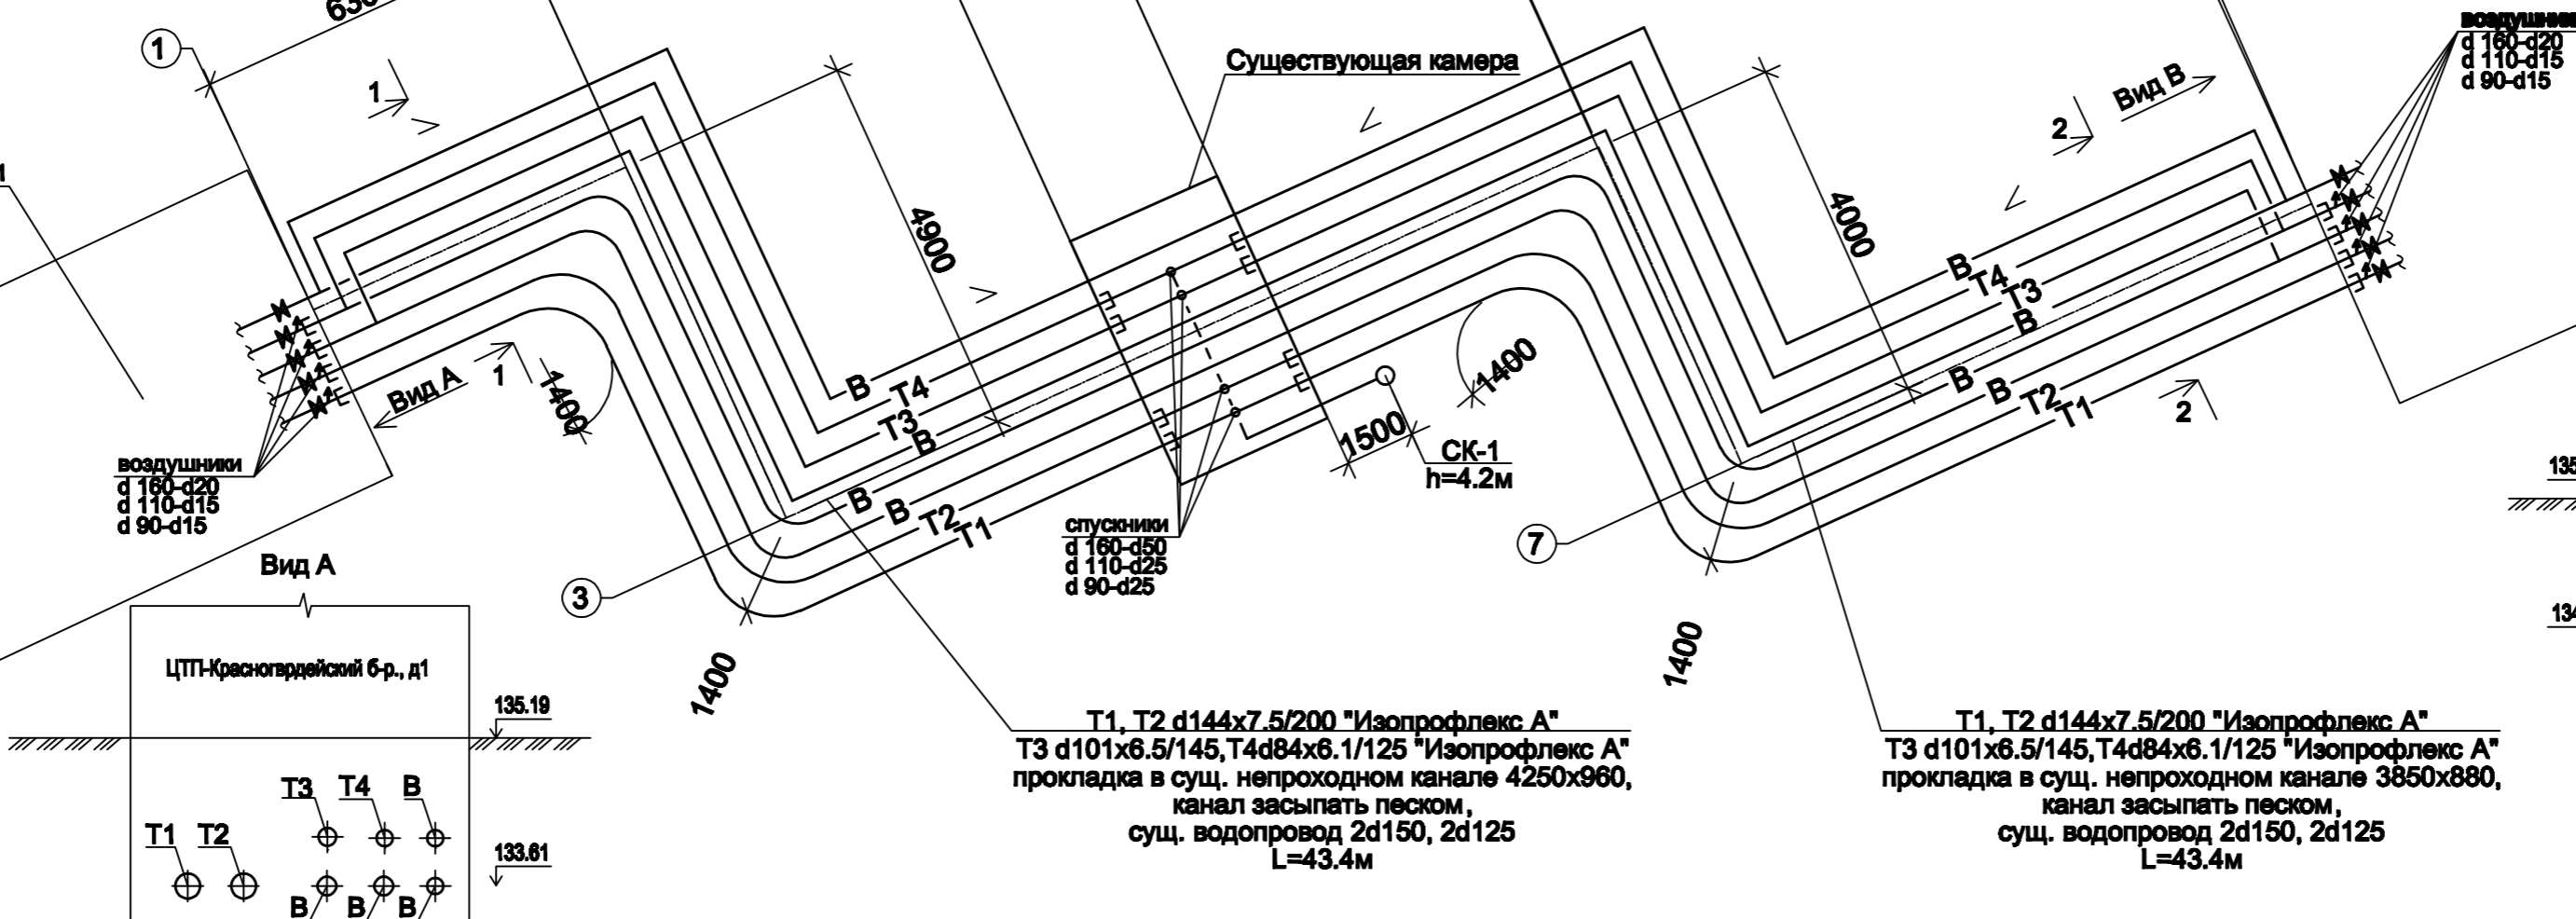 1
1
Существующая камера
2
Вид В
воздушники
d 160-d20
d 110-d15
d 90-d15
4900
4000
В
Т4
Т3
В
В
Т4
Т3
В
В
В
Т2
Т1
В
В
Т2
Т1
Вид А
1
1400
1400
1500
СК-1
h=4.2м
2
воздушники
d 160-d20
d 110-d15
d 90-d15
спускники
d 160-d50
d 110-d25
d 90-d25
3
7
1400
1400
Вид А
ЦТП-Красногврдейский б-р., д1
135.19
133.61
Т3 Т4 В
Т1 Т2
В В В
Т1, Т2 d144x7.5/200 "Изопрофлекс А"
Т3 d101x6.5/145,Т4d84x6.1/125 "Изопрофлекс А"
прокладка в сущ. непроходном канале 4250x960,
канал засыпать песком,
сущ. водопровод 2d150, 2d125
L=43.4м
Т1, Т2 d144x7.5/200 "Изопрофлекс А"
Т3 d101x6.5/145,Т4d84x6.1/125 "Изопрофлекс А"
прокладка в сущ. непроходном канале 3850x880,
канал засыпать песком,
сущ. водопровод 2d150, 2d125
L=43.4м